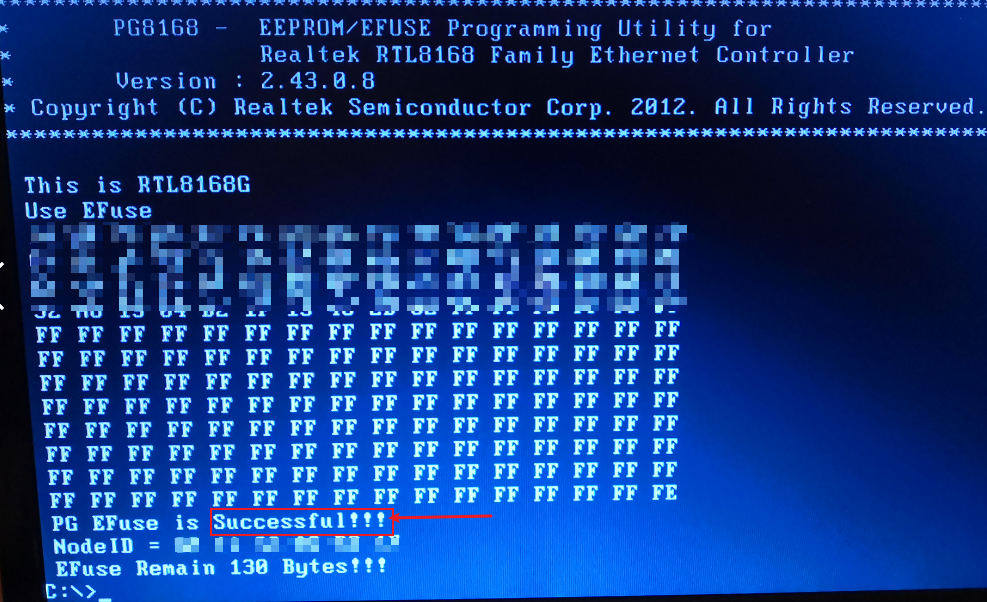 ****************************************************************
* PG8168 - EEPROM/EFUSE Programming Utility for
* Realtek RTL8168 Family Ethernet Controller
* Version : 2.43.0.8
* Copyright (C) Realtek Semiconductor Corp. 2012. All Rights Reserved.
****************************************************************
This is RTL8168G
Use EFuse
FF FF FF FF FF FF FF FF FF FF FF FF FF FF FF FF
FF FF FF FF FF FF FF FF FF FF FF FF FF FF FF FF
FF FF FF FF FF FF FF FF FF FF FF FF FF FF FF FF
FF FF FF FF FF FF FF FF FF FF FF FF FF FF FF FF
FF FF FF FF FF FF FF FF FF FF FF FF FF FF FF FF
FF FF FF FF FF FF FF FF FF FF FF FF FF FF FF FF
FF FF FF FF FF FF FF FF FF FF FF FF FF FF FF FF
FF FF FF FF FF FF FF FF FF FF FF FF FF FF FF FE
PG EFuse is Successful!!!
NodeID =
EFuse Remain 130 Bytes!!!
C:\>_